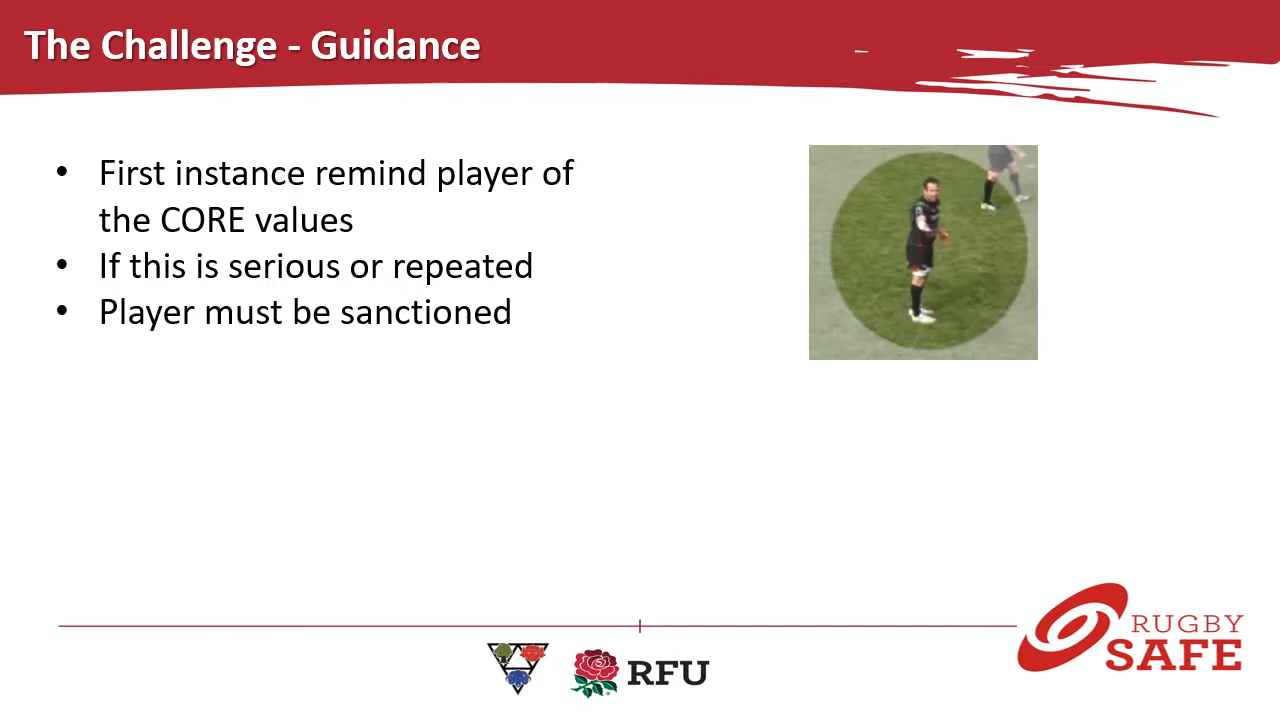 The Challenge - Guidance
• First instance remind player of
the CORE values
• If this is serious or repeated
• Player must be sanctioned
RFU
RUGBY
SAFE